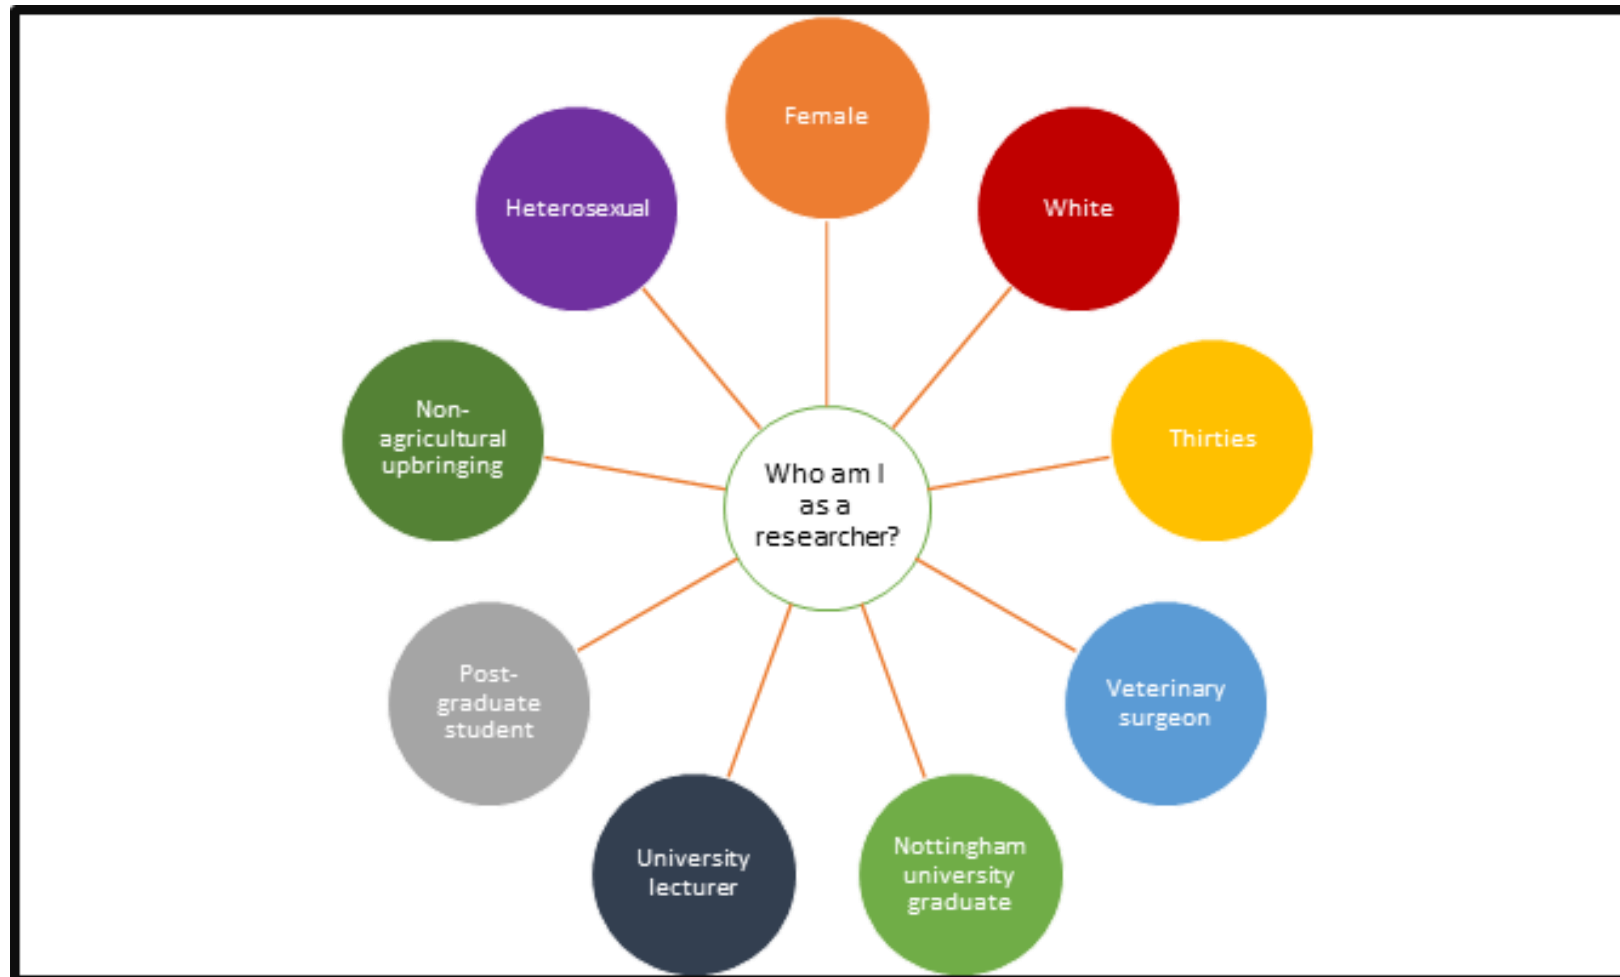 Female
White
Thirties
Veterinary
surgeon
Nottingham
university
graduate
University
lecturer
Post-
graduate
student
Non-
agricultural
upbringing
Heterosexual
Who am I
as a
researcher?